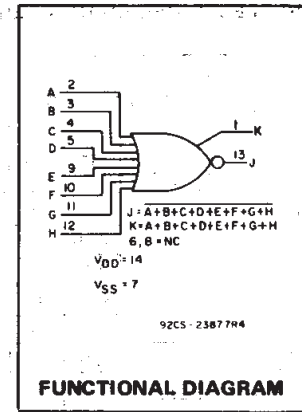 A 2
B 3
C 4
D 5
E 9
F 10
G 11
H 12
1 K
13 J
J = A+B+C+D+E+F+G+H
K=A+B+C+D+E+F+G+H
6, 8 = NC
VDD = 14
VSS = 7
92CS-23877R4
FUNCTIONAL DIAGRAM